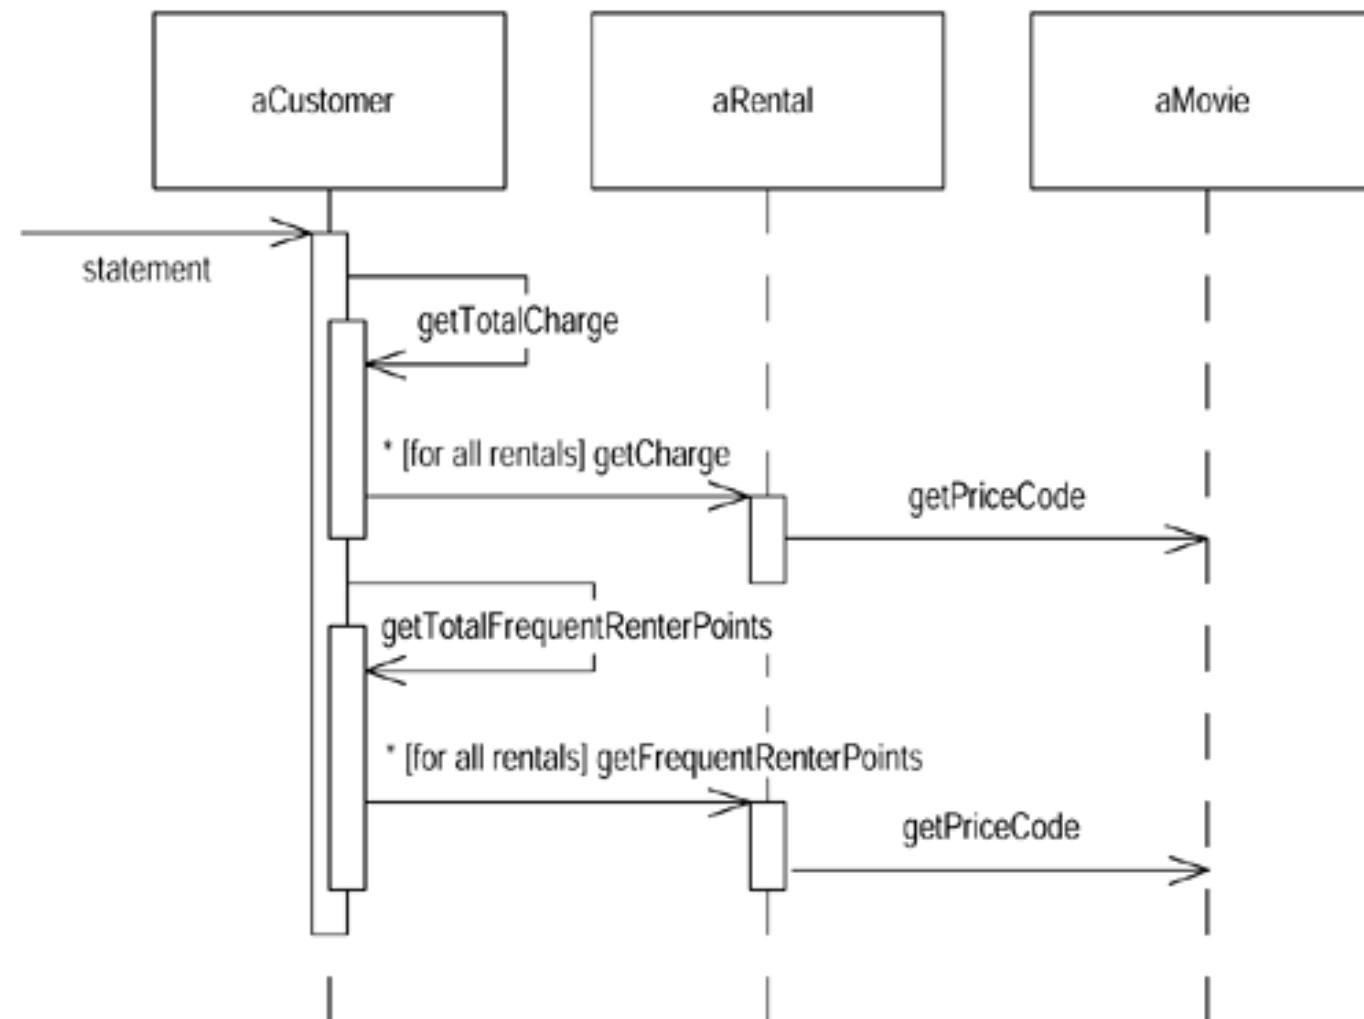 aCustomer
aRental
aMovie
statement
getTotalCharge
* [for all rentals] getCharge
getPriceCode
getTotalFrequentRenterPoints
* [for all rentals] getFrequentRenterPoints
getPriceCode